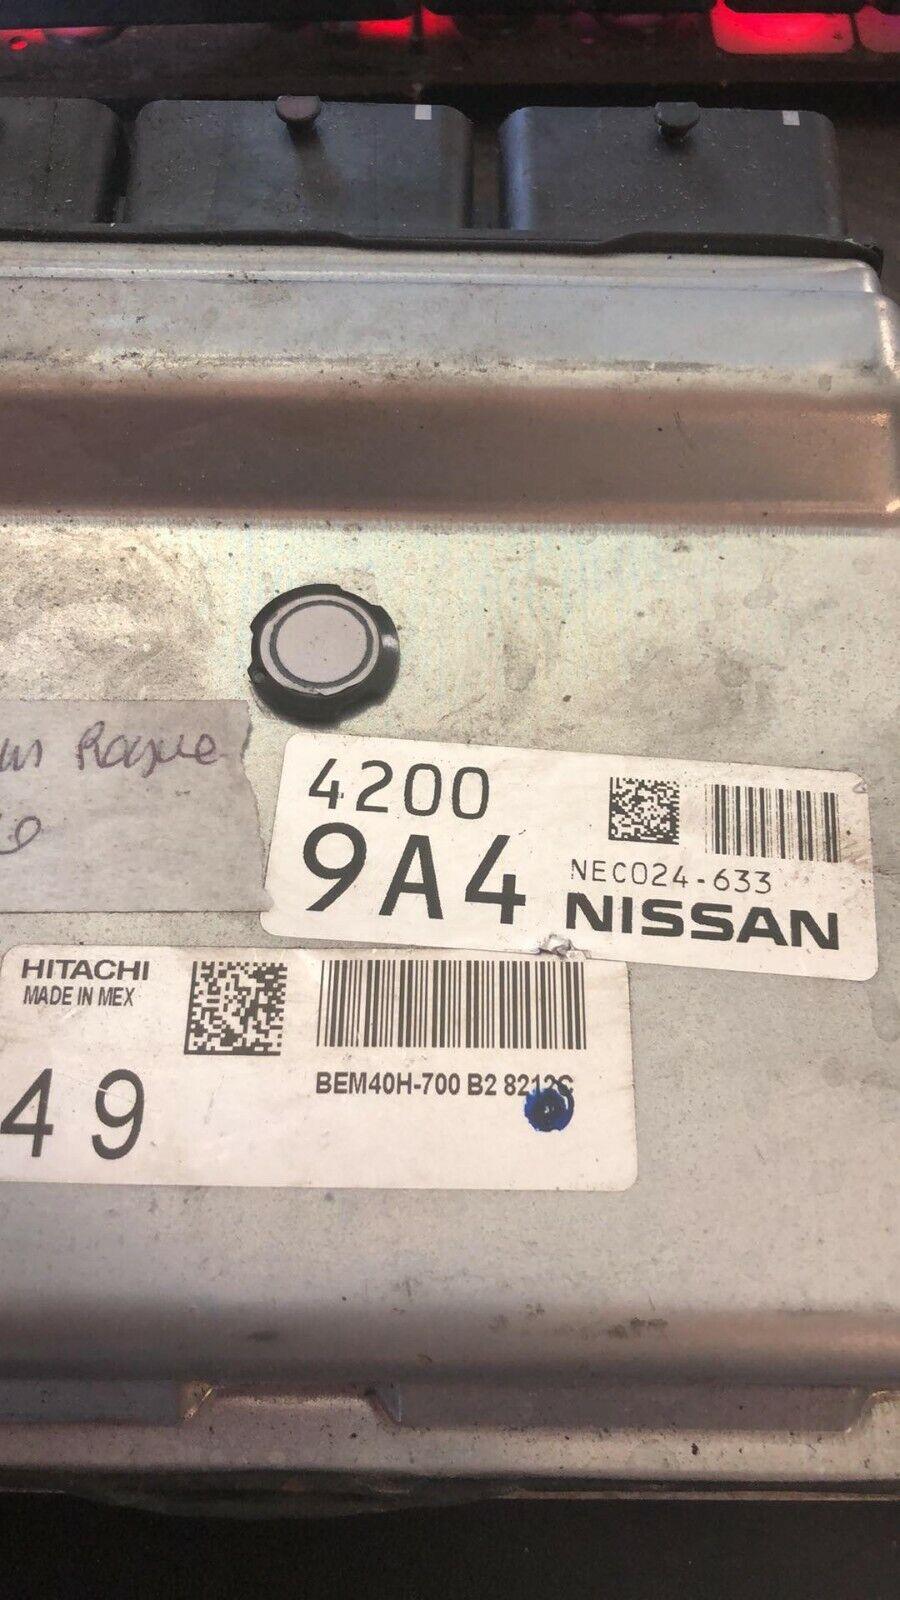 Rogue
4200
9A4
NEC024-633
NISSAN
HITACHI
MADE IN MEX
BEM40H-700 B2 8212C
49